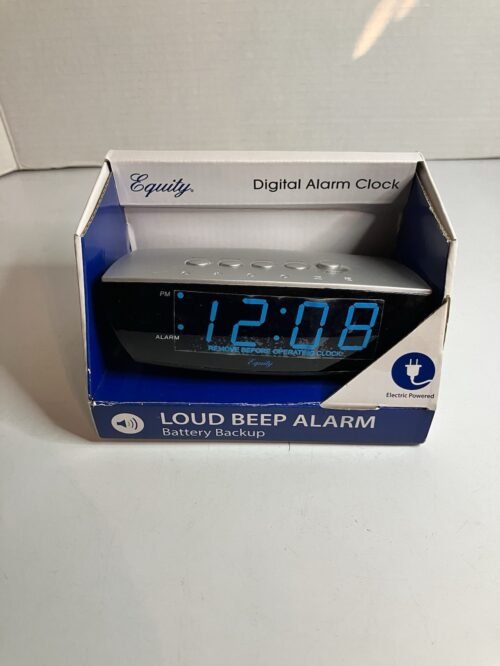 Equity®
Digital Alarm Clock
PM
12:08
ALARM
REMOVE BEFORE OPERATING CLOCK
Equity
Electric Powered
LOUD BEEP ALARM
Battery Backup